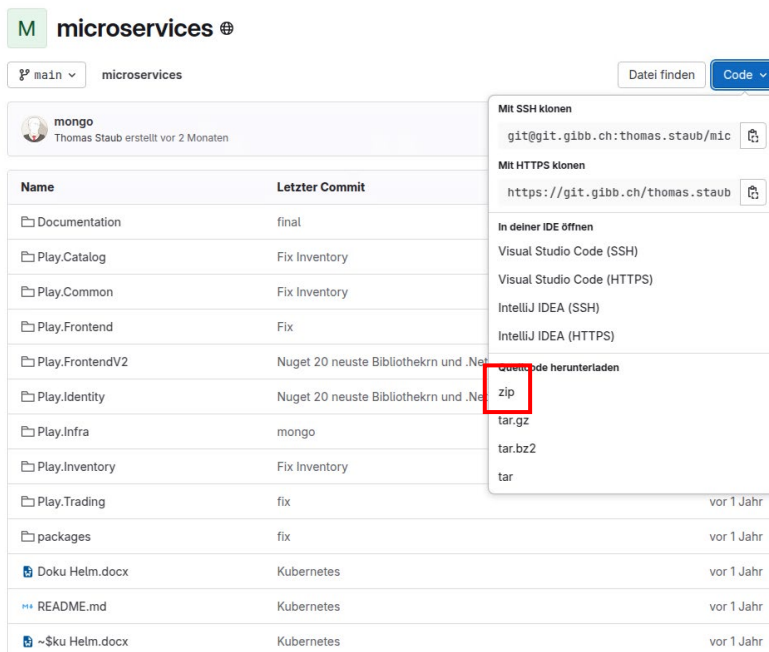 M microservices
main microservices Datei finden Code
mongo
Thomas Staub erstellt vor 2 Monaten
Mit SSH klonen
git@git.gibb.ch:thomas.staub/mic
Mit HTTPS klonen
https://git.gibb.ch/thomas.staub
In deiner IDE öffnen
Visual Studio Code (SSH)
Visual Studio Code (HTTPS)
IntelliJ IDEA (SSH)
IntelliJ IDEA (HTTPS)
Quellcode herunterladen
zip
tar.gz
tar.bz2
tar
Name Letzter Commit
Documentation final
Play.Catalog Fix Inventory
Play.Common Fix Inventory
Play.Frontend Fix
Play.FrontendV2 Nuget 20 neuste Bibliothekrn und .Net
Play.Identity Nuget 20 neuste Bibliothekrn und .Net
Play.Infra mongo
Play.Inventory Fix Inventory
Play.Trading fix vor 1 Jahr
packages fix vor 1 Jahr
Doku Helm.docx Kubernetes vor 1 Jahr
README.md Kubernetes vor 1 Jahr
~$ku Helm.docx Kubernetes vor 1 Jahr